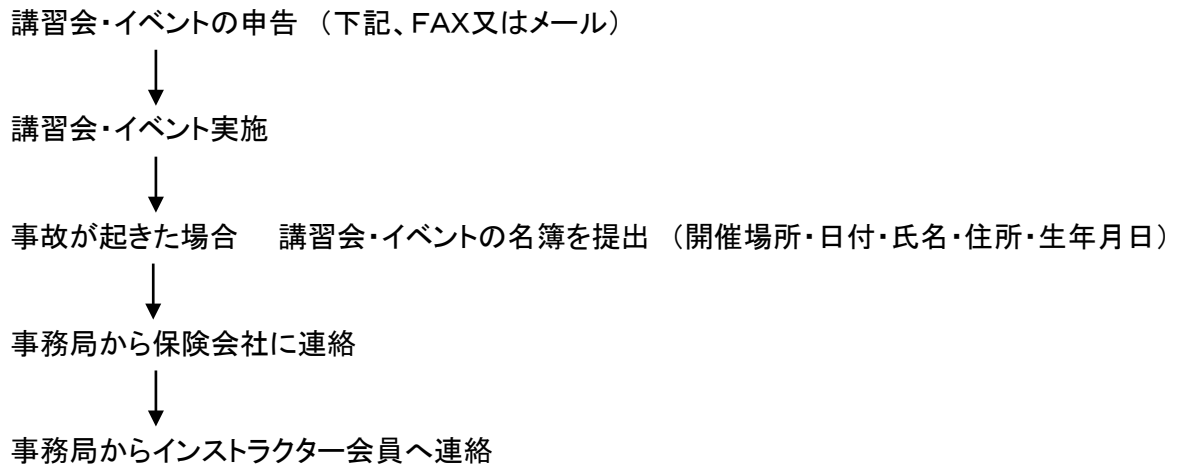 講習会・イベントの申告　（下記、FAX又はメール）
講習会・イベント実施
事故が起きた場合　　講習会・イベントの名簿を提出　（開催場所・日付・氏名・住所・生年月日）
事務局から保険会社に連絡
事務局からインストラクター会員へ連絡